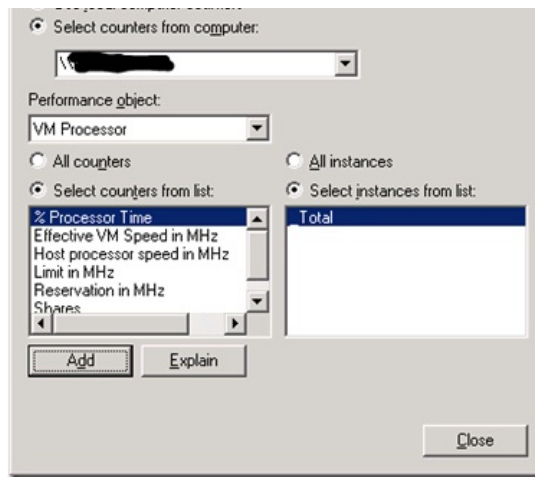 Select counters from computer:
\\
Performance object:
VM Processor
All counters
All instances
Select counters from list:
Select instances from list:
% Processor Time
Effective VM Speed in MHz
Host processor speed in MHz
Limit in MHz
Reservation in MHz
Shares
_Total
Add
Explain
Close